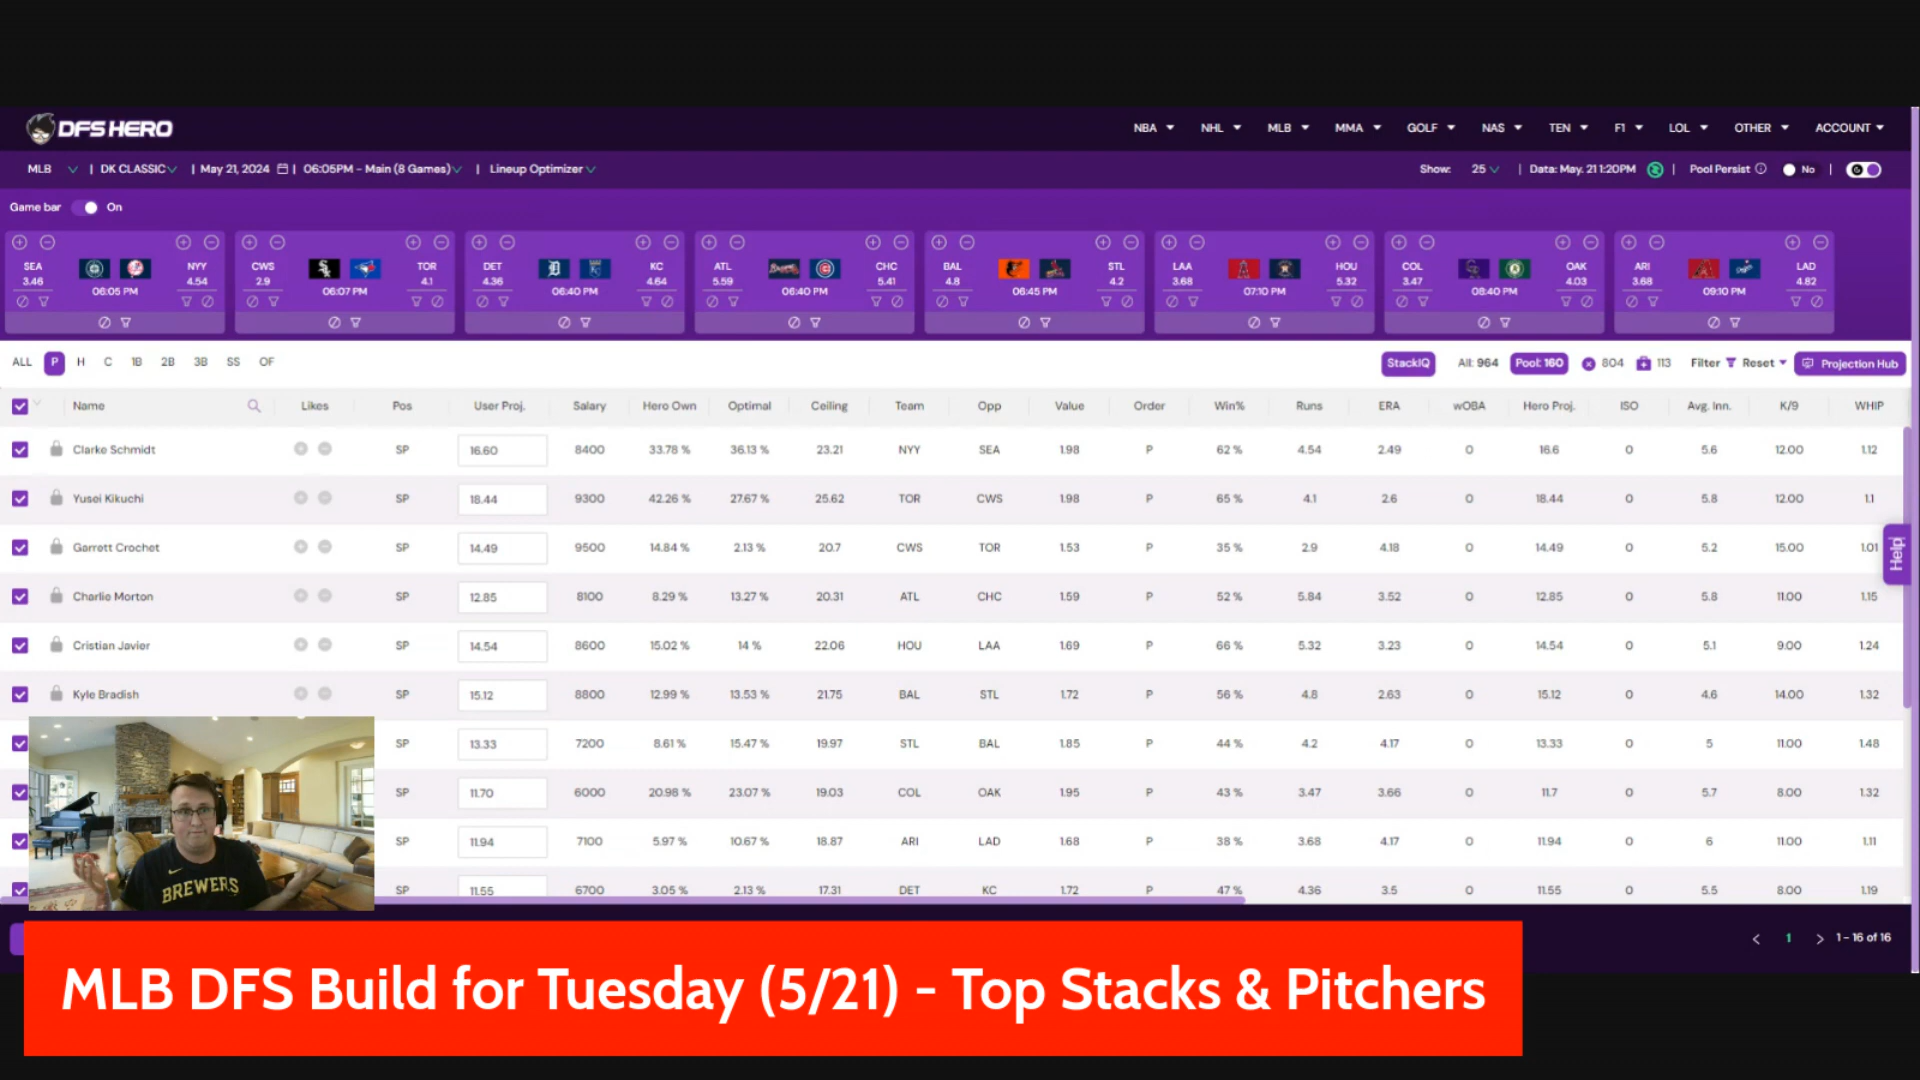 DFS HERO
NBA NHL MLB MMA GOLF NAS TEN F1 LOL OTHER ACCOUNT
MLB | DK CLASSIC | May 21, 2024 | 06:05PM - Main (8 Games) | Lineup Optimizer Show: 25 | Data: May. 21 1:20PM | Pool Persist No |
Game bar On
SEA NYY CWS TOR DET KC ATL CHC BAL STL LAA HOU COL OAK ARI LAD
3.46 4.54 2.9 4.1 4.36 4.64 5.59 5.41 4.8 4.2 3.68 5.32 3.47 4.03 3.68 4.82
06:05 PM 06:07 PM 06:40 PM 06:40 PM 06:45 PM 07:10 PM 08:40 PM 09:10 PM
ALL P H C 1B 2B 3B SS OF StackIQ All: 964 Pool: 160 804 113 Filter Reset Projection Hub
Name Likes Pos User Proj. Salary Hero Own Optimal Ceiling Team Opp Value Order Win% Runs ERA wOBA Hero Proj. ISO Avg. Inn. K/9 WHIP
Clarke Schmidt SP 16.60 8400 33.78 % 36.13 % 23.21 NYY SEA 1.98 P 62 % 4.54 2.49 0 16.6 0 5.6 12.00 1.12
Yusei Kikuchi SP 18.44 9300 42.26 % 27.67 % 25.62 TOR CWS 1.98 P 65 % 4.1 2.6 0 18.44 0 5.8 12.00 1.1
Garrett Crochet SP 14.49 9500 14.84 % 2.13 % 20.7 CWS TOR 1.53 P 35 % 2.9 4.18 0 14.49 0 5.2 15.00 1.01
Charlie Morton SP 12.85 8100 8.29 % 13.27 % 20.31 ATL CHC 1.59 P 52 % 5.84 3.52 0 12.85 0 5.8 11.00 1.15
Cristian Javier SP 14.54 8600 15.02 % 14 % 22.06 HOU LAA 1.69 P 66 % 5.32 3.23 0 14.54 0 5.1 9.00 1.24
Kyle Bradish SP 15.12 8800 12.99 % 13.53 % 21.75 BAL STL 1.72 P 56 % 4.8 2.63 0 15.12 0 4.6 14.00 1.32
SP 13.33 7200 8.61 % 15.47 % 19.97 STL BAL 1.85 P 44 % 4.2 4.17 0 13.33 0 5 11.00 1.48
SP 11.70 6000 20.98 % 23.07 % 19.03 COL OAK 1.95 P 43 % 3.47 3.66 0 11.7 0 5.7 8.00 1.32
SP 11.94 7100 5.97 % 10.67 % 18.87 ARI LAD 1.68 P 38 % 3.68 4.17 0 11.94 0 6 11.00 1.11
SP 11.55 6700 3.05 % 2.13 % 17.31 DET KC 1.72 P 47 % 4.36 3.5 0 11.55 0 5.5 8.00 1.19
Help
BREWERS
< 1 > 1 - 16 of 16
MLB DFS Build for Tuesday (5/21) - Top Stacks & Pitchers